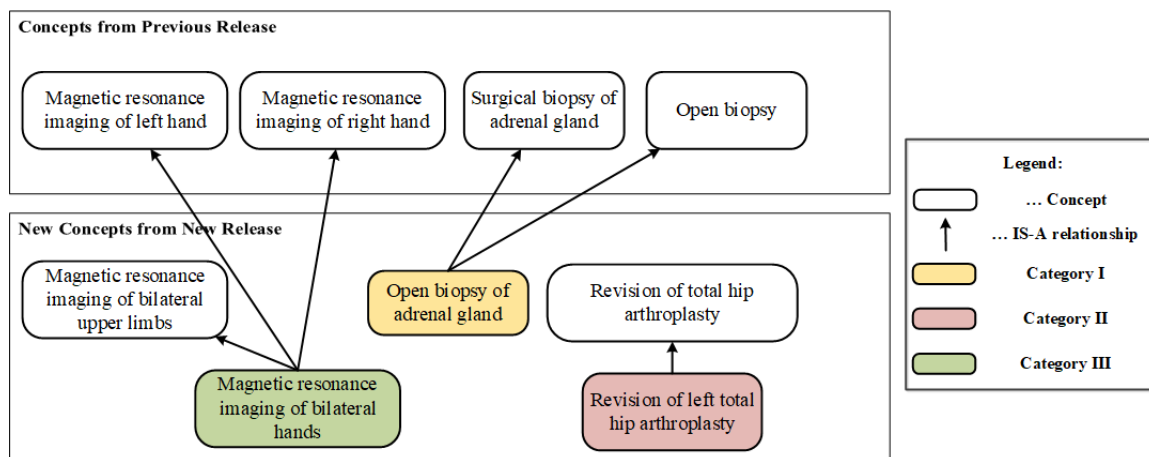 Concepts from Previous Release
Magnetic resonance
imaging of left hand
Magnetic resonance
imaging of right hand
Surgical biopsy of
adrenal gland
Open biopsy
New Concepts from New Release
Magnetic resonance
imaging of bilateral
upper limbs
Open biopsy of
adrenal gland
Revision of total hip
arthroplasty
Magnetic resonance
imaging of bilateral
hands
Revision of left total
hip arthroplasty
Legend:
... Concept
... IS-A relationship
Category I
Category II
Category III